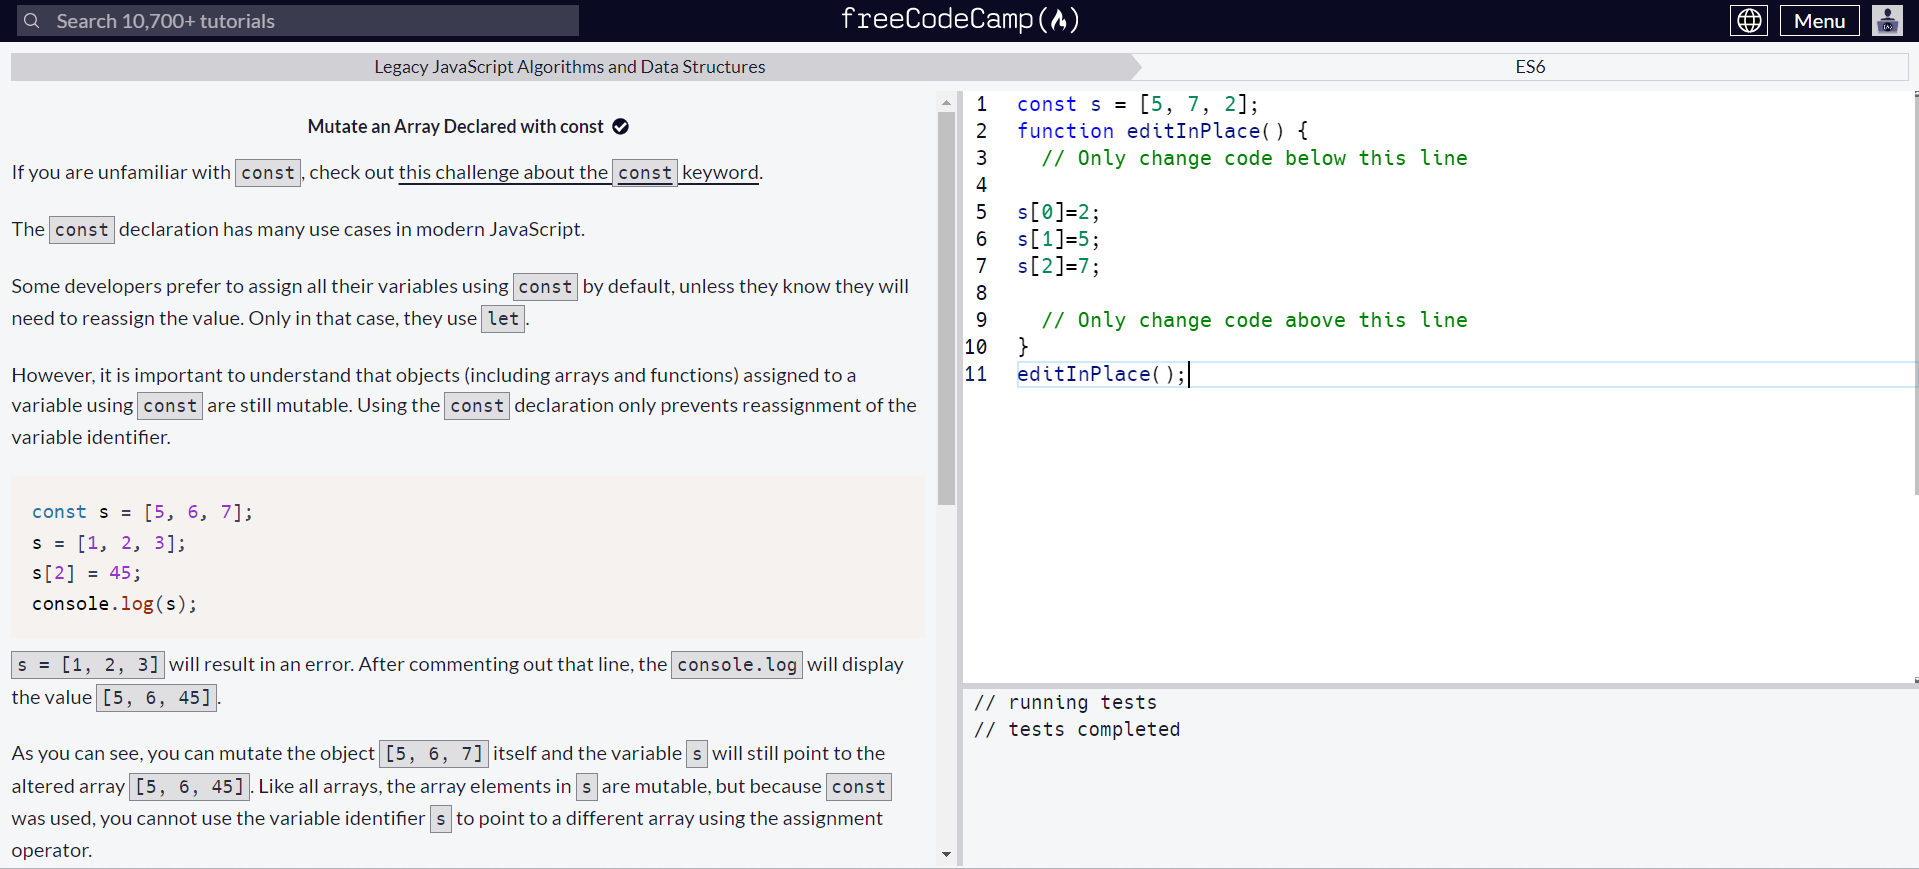 Search 10,700+ tutorials
freeCodeCamp
Menu
Legacy JavaScript Algorithms and Data Structures
ES6
Mutate an Array Declared with const
If you are unfamiliar with const, check out this challenge about the const keyword.
The const declaration has many use cases in modern JavaScript.
Some developers prefer to assign all their variables using const by default, unless they know they will
need to reassign the value. Only in that case, they use let.
However, it is important to understand that objects (including arrays and functions) assigned to a
variable using const are still mutable. Using the const declaration only prevents reassignment of the
variable identifier.
const s = [5, 6, 7];
s = [1, 2, 3];
s[2] = 45;
console.log(s);
s = [1, 2, 3] will result in an error. After commenting out that line, the console.log will display
the value [5, 6, 45].
As you can see, you can mutate the object [5, 6, 7] itself and the variable s will still point to the
altered array [5, 6, 45]. Like all arrays, the array elements in s are mutable, but because const
was used, you cannot use the variable identifier s to point to a different array using the assignment
operator.
1 const s = [5, 7, 2];
2 function editInPlace() {
3 // Only change code below this line
4
5 s[0]=2;
6 s[1]=5;
7 s[2]=7;
8
9 // Only change code above this line
10 }
11 editInPlace();
// running tests
// tests completed